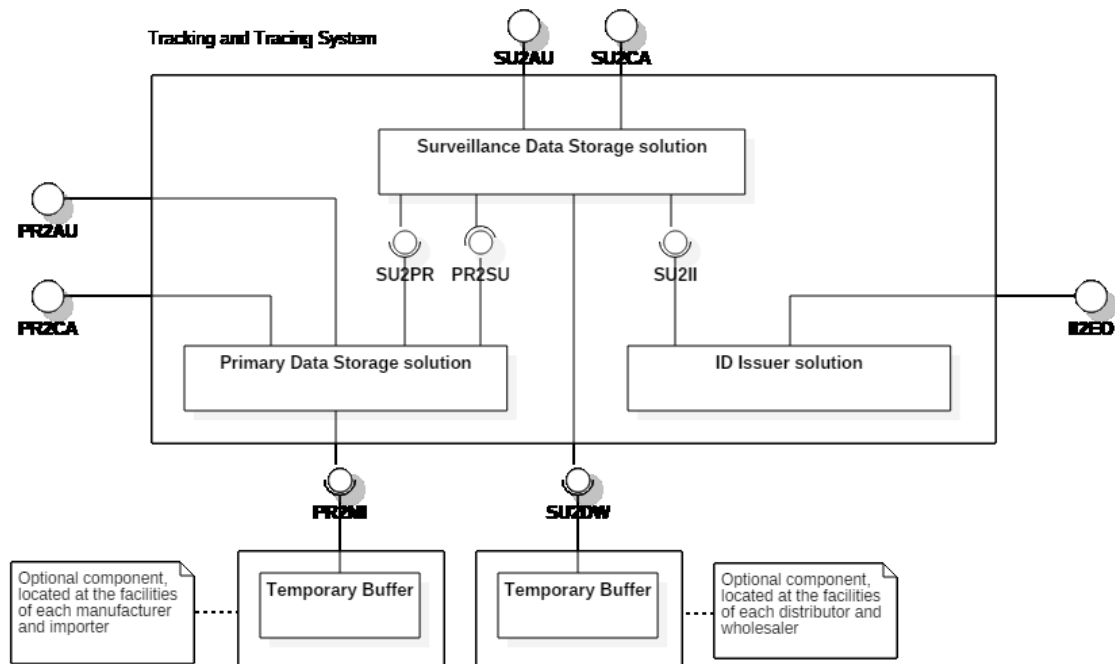 Tracking and Tracing System
SU2AU
SU2CA
Surveillance Data Storage solution
PR2AU
SU2PR
PR2SU
SU2II
PR2CA
II2EO
Primary Data Storage solution
ID Issuer solution
PR2MI
SU2DW
Optional component,
located at the facilities
of each manufacturer
and importer
Temporary Buffer
Temporary Buffer
Optional component,
located at the facilities
of each distributor and
wholesaler